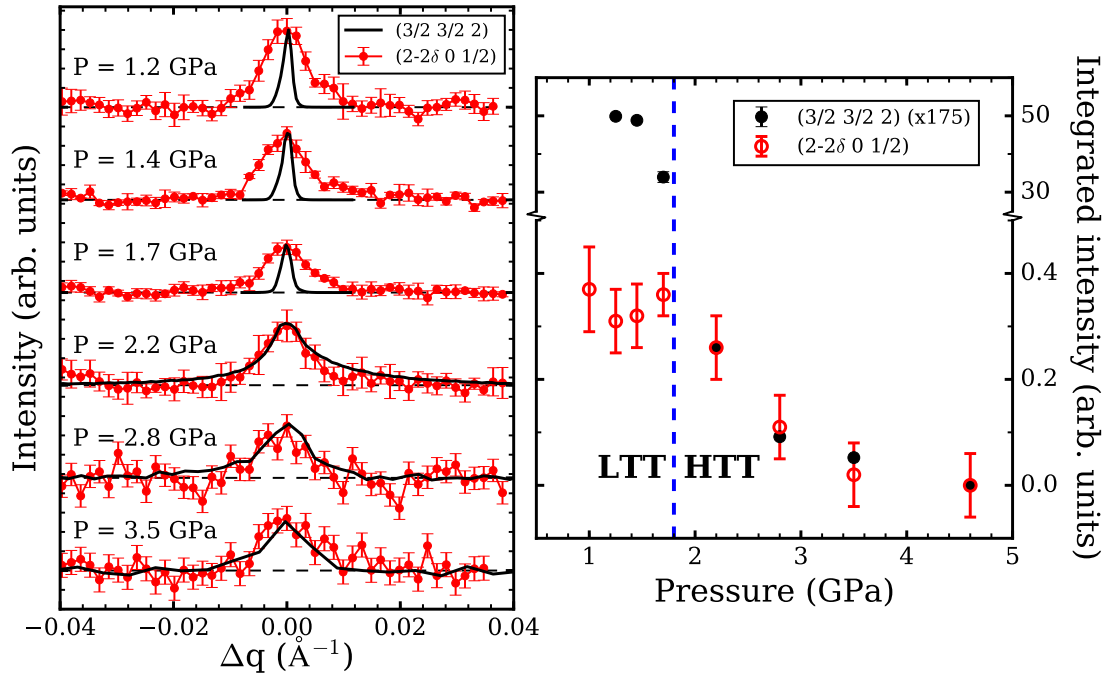 (3/2 3/2 2)
(2-2δ 0 1/2)
P = 1.2 GPa
P = 1.4 GPa
P = 1.7 GPa
P = 2.2 GPa
P = 2.8 GPa
P = 3.5 GPa
Intensity (arb. units)
−0.04 −0.02 0.00 0.02 0.04
Δq (Å⁻¹)
(3/2 3/2 2) (x175)
(2-2δ 0 1/2)
50
30
0.4
0.2
0.0
LTT HTT
1 2 3 4 5
Pressure (GPa)
Integrated intensity (arb. units)